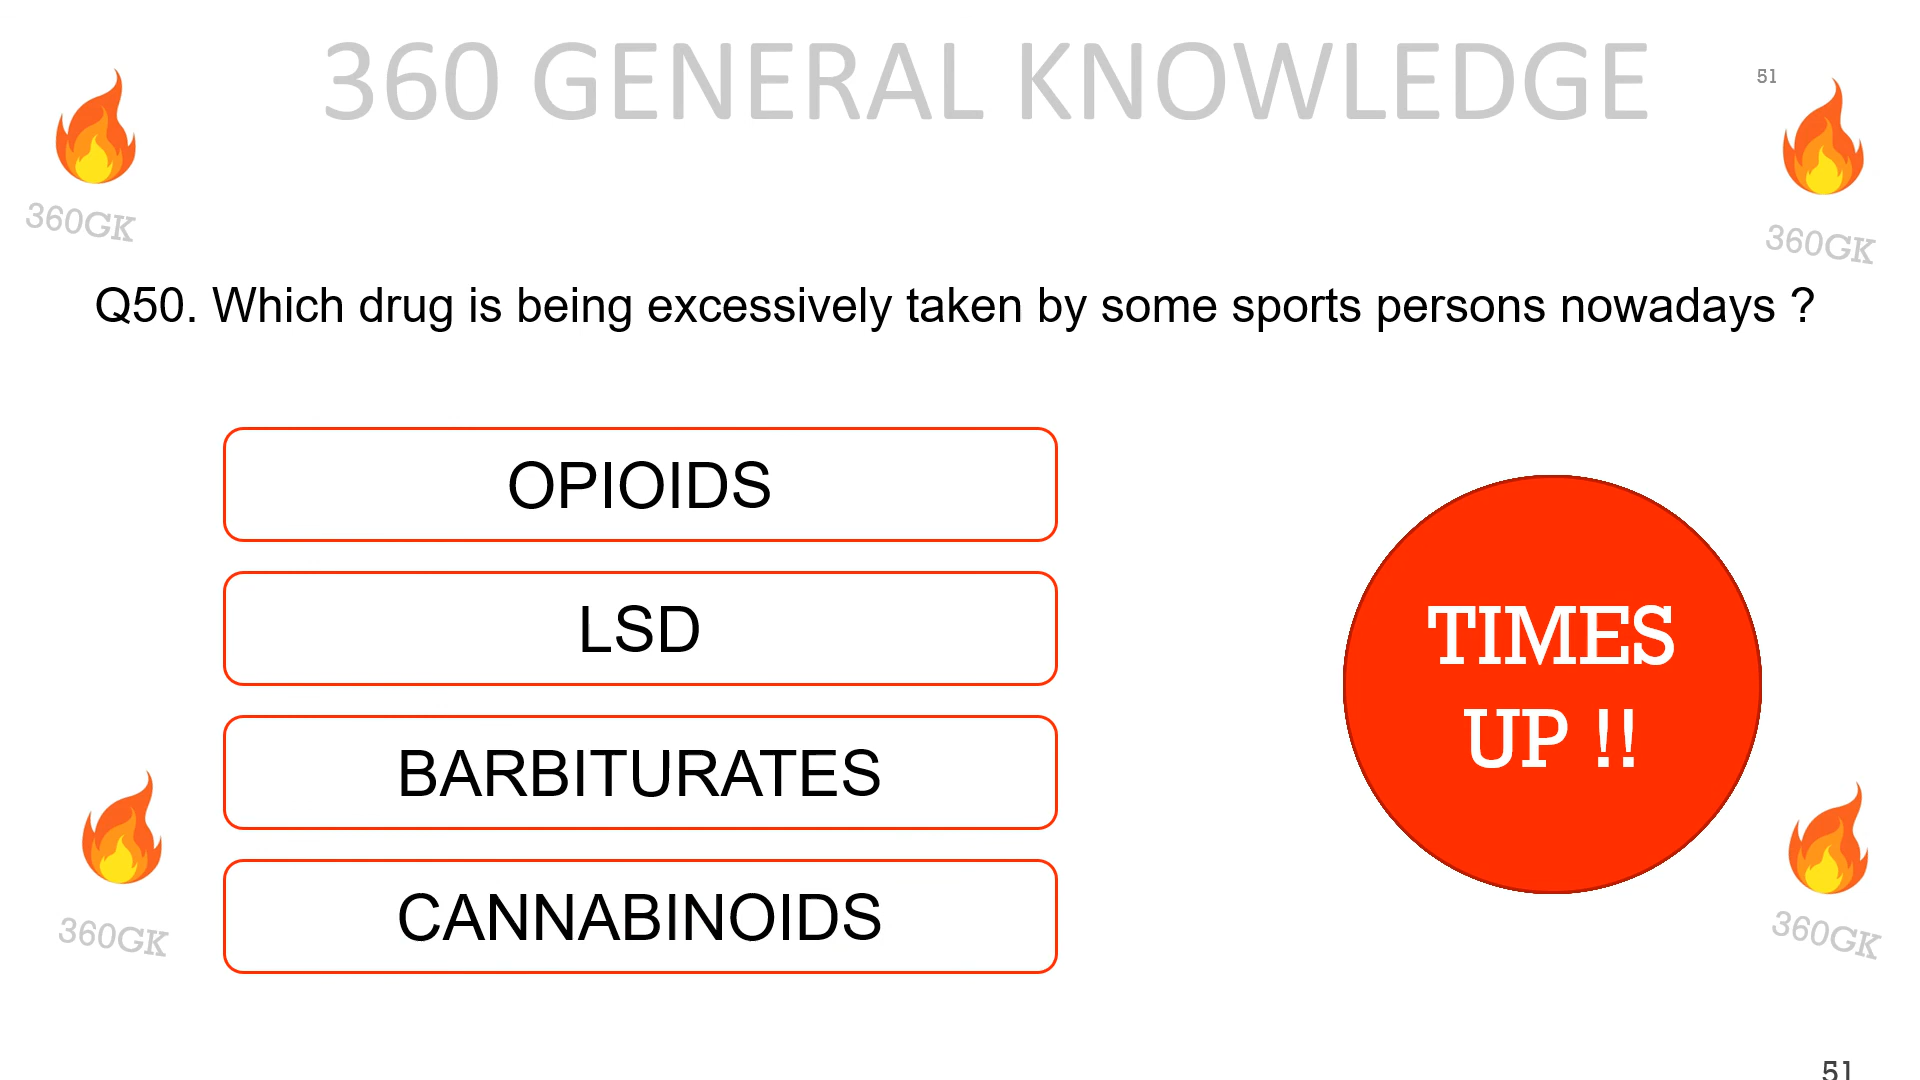 360 GENERAL KNOWLEDGE
51
360GK
360GK
Q50. Which drug is being excessively taken by some sports persons nowadays ?
OPIOIDS
LSD
BARBITURATES
CANNABINOIDS
TIMES
UP !!
360GK
360GK
51